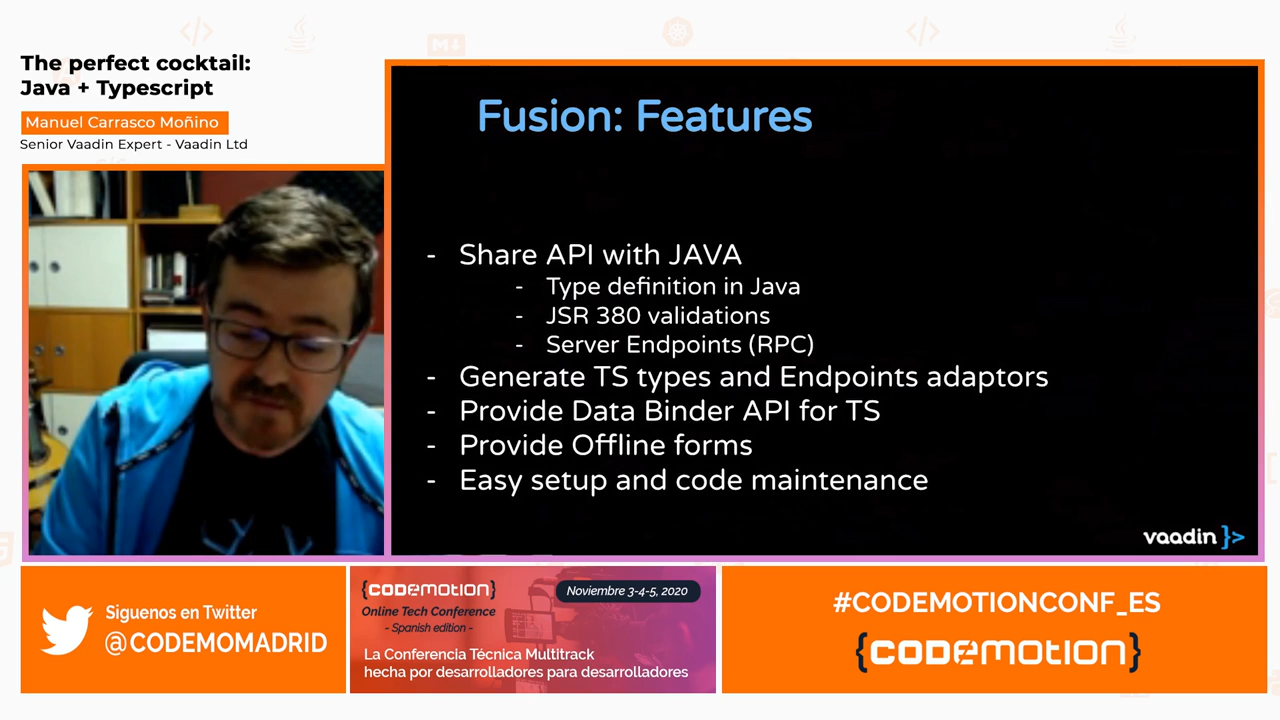 The perfect cocktail:
Java + Typescript
Manuel Carrasco Moñino
Senior Vaadin Expert - Vaadin Ltd
Fusion: Features
- Share API with JAVA
- Type definition in Java
- JSR 380 validations
- Server Endpoints (RPC)
- Generate TS types and Endpoints adaptors
- Provide Data Binder API for TS
- Provide Offline forms
- Easy setup and code maintenance
vaadin}>
Siguenos en Twitter
@CODEMOMADRID
{CODEMOTION}
Noviembre 3-4-5, 2020
Online Tech Conference
- Spanish edition -
La Conferencia Técnica Multitrack
hecha por desarrolladores para desarrolladores
#CODEMOTIONCONF_ES
{CODEMOTION}